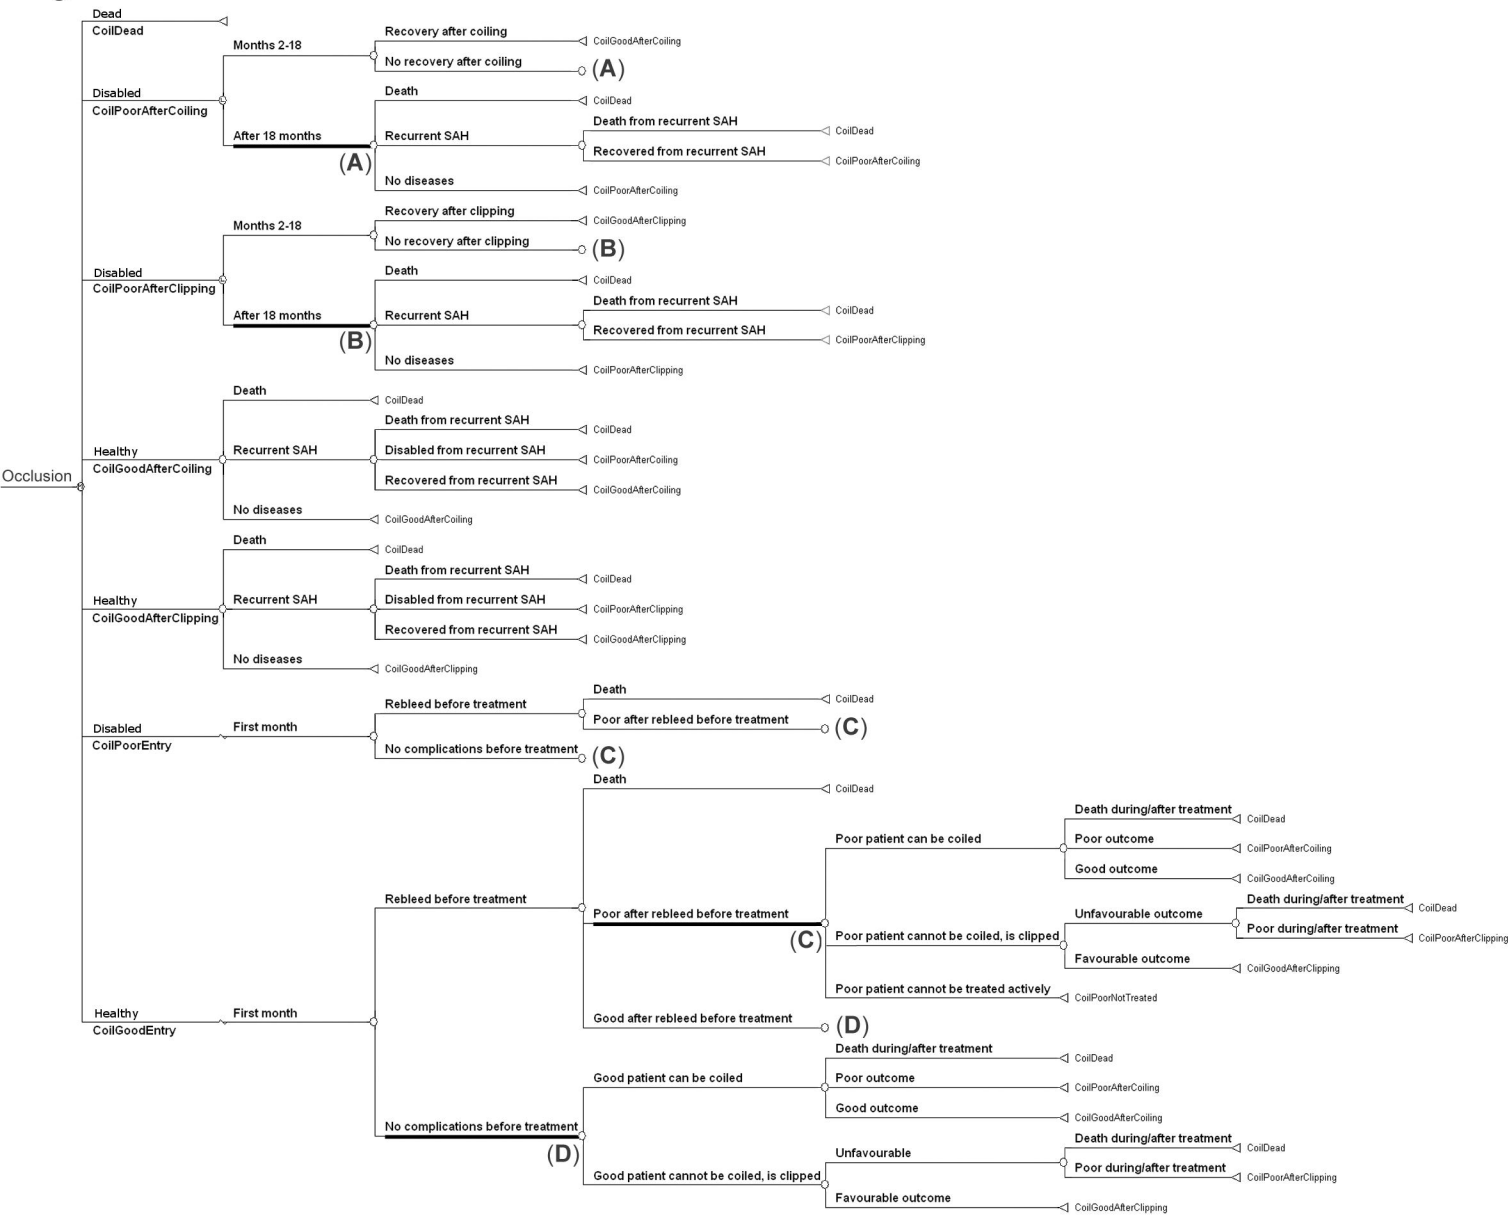 Dead
CoilDead
Months 2-18
Recovery after coiling
CoilGoodAfterCoiling
No recovery after coiling
(A)
Disabled
CoilPoorAfterCoiling
Death
CoilDead
After 18 months
(A)
Recurrent SAH
Death from recurrent SAH
CoilDead
Recovered from recurrent SAH
CoilPoorAfterCoiling
No diseases
CoilPoorAfterCoiling
Months 2-18
Recovery after clipping
CoilGoodAfterClipping
No recovery after clipping
(B)
Disabled
CoilPoorAfterClipping
Death
CoilDead
After 18 months
(B)
Recurrent SAH
Death from recurrent SAH
CoilDead
Recovered from recurrent SAH
CoilPoorAfterClipping
No diseases
CoilPoorAfterClipping
Death
CoilDead
Healthy
CoilGoodAfterCoiling
Recurrent SAH
Death from recurrent SAH
CoilDead
Disabled from recurrent SAH
CoilPoorAfterCoiling
Recovered from recurrent SAH
CoilGoodAfterCoiling
Occlusion
No diseases
CoilGoodAfterCoiling
Death
CoilDead
Healthy
CoilGoodAfterClipping
Recurrent SAH
Death from recurrent SAH
CoilDead
Disabled from recurrent SAH
CoilPoorAfterClipping
Recovered from recurrent SAH
CoilGoodAfterClipping
No diseases
CoilGoodAfterClipping
Disabled
CoilPoorEntry
First month
Rebleed before treatment
Death
CoilDead
Poor after rebleed before treatment
(C)
No complications before treatment
(C)
Healthy
CoilGoodEntry
First month
Rebleed before treatment
Death
CoilDead
Poor after rebleed before treatment
(C)
Poor patient can be coiled
Death during/after treatment
CoilDead
Poor outcome
CoilPoorAfterCoiling
Good outcome
CoilGoodAfterCoiling
Poor patient cannot be coiled, is clipped
Unfavourable outcome
Death during/after treatment
CoilDead
Poor during/after treatment
CoilPoorAfterClipping
Favourable outcome
CoilGoodAfterClipping
Poor patient cannot be treated actively
CoilPoorNotTreated
Good after rebleed before treatment
(D)
No complications before treatment
(D)
Good patient can be coiled
Death during/after treatment
CoilDead
Poor outcome
CoilPoorAfterCoiling
Good outcome
CoilGoodAfterCoiling
Good patient cannot be coiled, is clipped
Unfavourable
Death during/after treatment
CoilDead
Poor during/after treatment
CoilPoorAfterClipping
Favourable outcome
CoilGoodAfterClipping